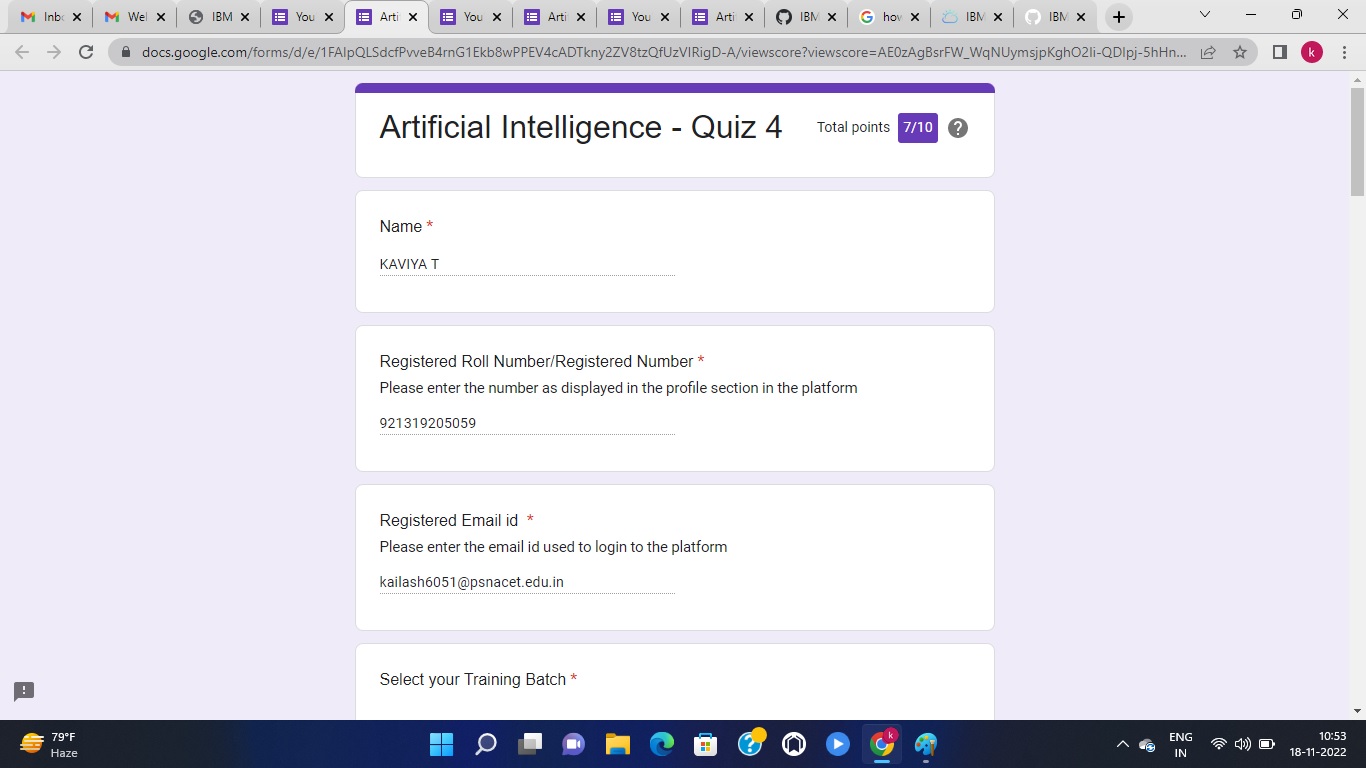 Inbo
Wel
IBM
You
Arti
You
Arti
You
Arti
IBM
how
IBM
IBM
docs.google.com/forms/d/e/1FAIpQLSdcfPvveB4rnG1Ekb8wPPEV4cADTkny2ZV8tzQfUzVIRigD-A/viewscore?viewscore=AE0zAgBsrFW_WqNUymsjpKghO2Ii-QDIpj-5hHn...
k
Artificial Intelligence - Quiz 4
Total points 7/10
Name *
KAVIYA T
Registered Roll Number/Registered Number *
Please enter the number as displayed in the profile section in the platform
921319205059
Registered Email id *
Please enter the email id used to login to the platform
kailash6051@psnacet.edu.in
Select your Training Batch *
79°F
Haze
k
ENG
IN
10:53
18-11-2022